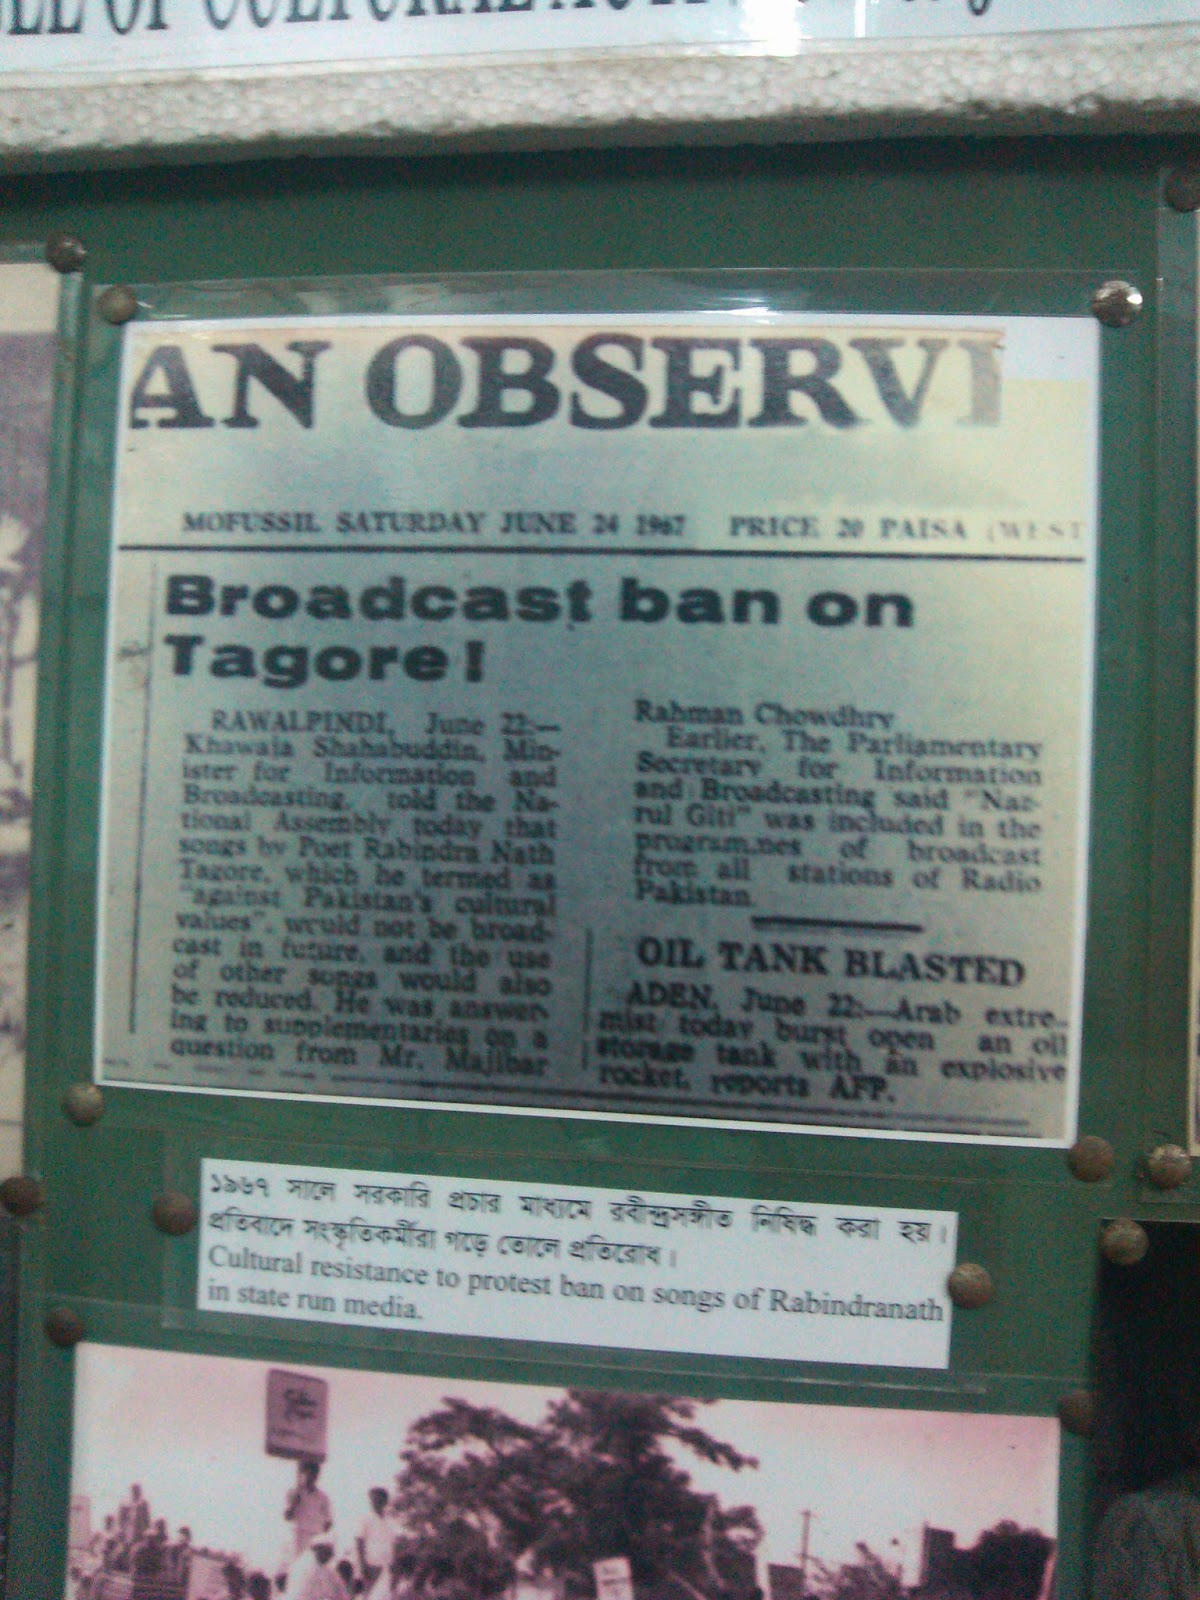 OF CULTURAL
AN OBSERV
MOFUSSIL SATURDAY JUNE 24 1967 PRICE 20 PAISA (WEST
Broadcast ban on
Tagore!
RAWALPINDI, June 22:—
Khawaja Shahabuddin, Min-
ister for Information and
Broadcasting, told the Na-
tional Assembly today that
songs by Poet Rabindra Nath
Tagore, which he termed as
"against Pakistan's cultural
values", would not be broad-
cast in future, and the use
of other songs would also
be reduced. He was answer-
ing to supplementaries on a
question from Mr. Majibar
Rahman Chowdhry
Earlier, The Parliamentary
Secretary for Information
and Broadcasting said "Naz-
rul Giti" was included in the
programmes of broadcast
from all stations of Radio
Pakistan.
OIL TANK BLASTED
ADEN, June 22:—Arab extre-
mist today burst open an oil
storage tank with an explosive
rocket, reports AFP.
১৯৬৭ সালে সরকারি প্রচার মাধ্যমে রবীন্দ্রসঙ্গীত নিষিদ্ধ করা হয়।
প্রতিবাদে সংস্কৃতিকর্মীরা গড়ে তোলে প্রতিরোধ।
Cultural resistance to protest ban on songs of Rabindranath
in state run media.